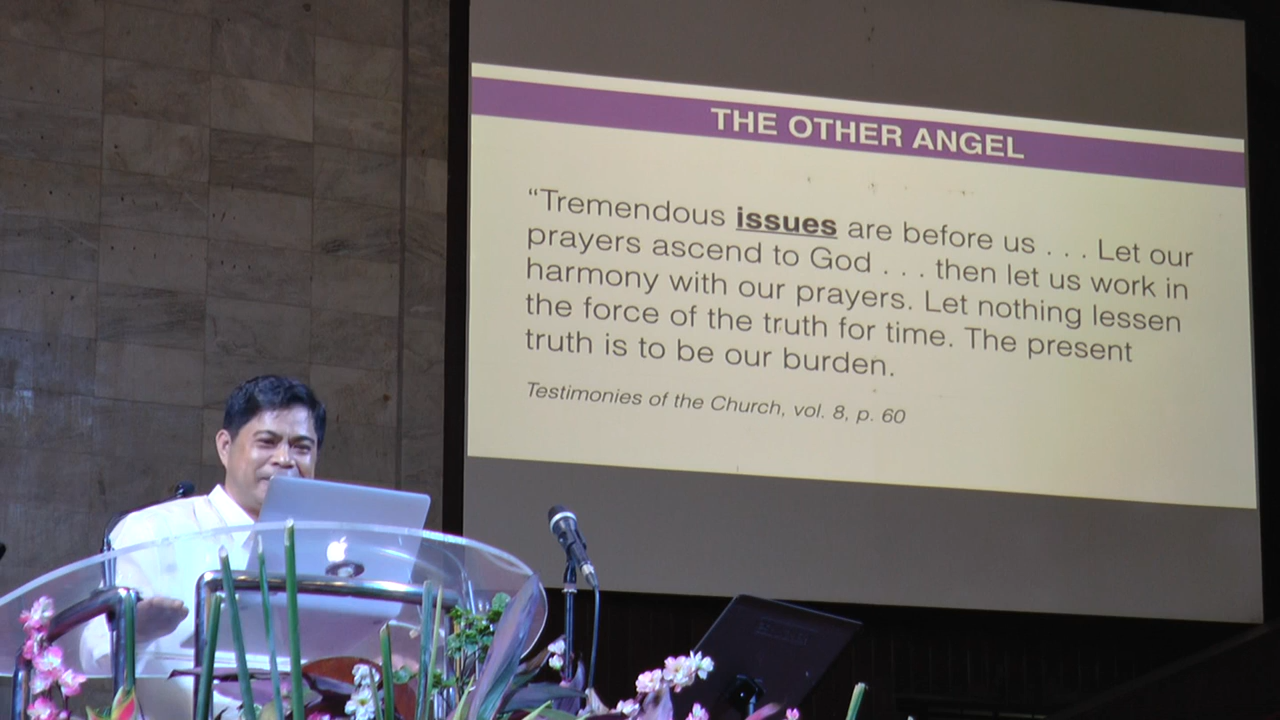 THE OTHER ANGEL
“Tremendous issues are before us . . . Let our
prayers ascend to God . . . then let us work in
harmony with our prayers. Let nothing lessen
the force of the truth for time. The present
truth is to be our burden.
Testimonies of the Church, vol. 8, p. 60